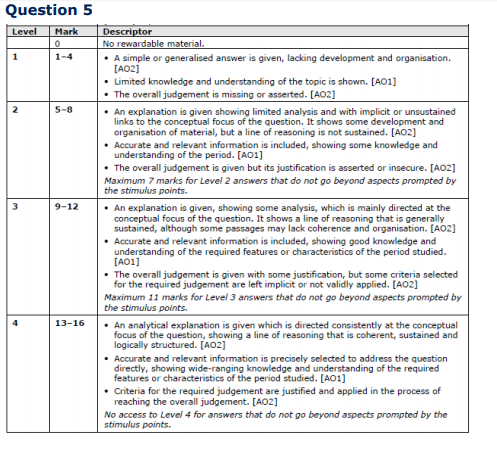 Question 5
Level Mark Descriptor
0 No rewardable material.
1 1–4 • A simple or generalised answer is given, lacking development and organisation.
[AO2]
• Limited knowledge and understanding of the topic is shown. [AO1]
• The overall judgement is missing or asserted. [AO2]
2 5–8 • An explanation is given showing limited analysis and with implicit or unsustained
links to the conceptual focus of the question. It shows some development and
organisation of material, but a line of reasoning is not sustained. [AO2]
• Accurate and relevant information is included, showing some knowledge and
understanding of the period. [AO1]
• The overall judgement is given but its justification is asserted or insecure. [AO2]
Maximum 7 marks for Level 2 answers that do not go beyond aspects prompted by
the stimulus points.
3 9–12 • An explanation is given, showing some analysis, which is mainly directed at the
conceptual focus of the question. It shows a line of reasoning that is generally
sustained, although some passages may lack coherence and organisation. [AO2]
• Accurate and relevant information is included, showing good knowledge and
understanding of the required features or characteristics of the period studied.
[AO1]
• The overall judgement is given with some justification, but some criteria selected
for the required judgement are left implicit or not validly applied. [AO2]
Maximum 11 marks for Level 3 answers that do not go beyond aspects prompted by
the stimulus points.
4 13–16 • An analytical explanation is given which is directed consistently at the conceptual
focus of the question, showing a line of reasoning that is coherent, sustained and
logically structured. [AO2]
• Accurate and relevant information is precisely selected to address the question
directly, showing wide-ranging knowledge and understanding of the required
features or characteristics of the period studied. [AO1]
• Criteria for the required judgement are justified and applied in the process of
reaching the overall judgement. [AO2]
No access to Level 4 for answers that do not go beyond aspects prompted by the
stimulus points.